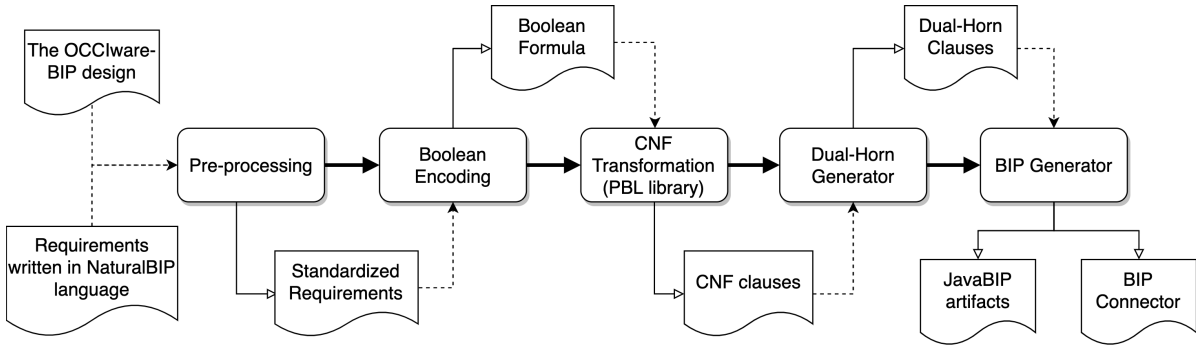 The OCCIware-
BIP design
Requirements
written in NaturalBIP
language
Pre-processing
Standardized
Requirements
Boolean
Encoding
Boolean
Formula
CNF
Transformation
(PBL library)
CNF clauses
Dual-Horn
Generator
Dual-Horn
Clauses
BIP Generator
JavaBIP
artifacts
BIP
Connector